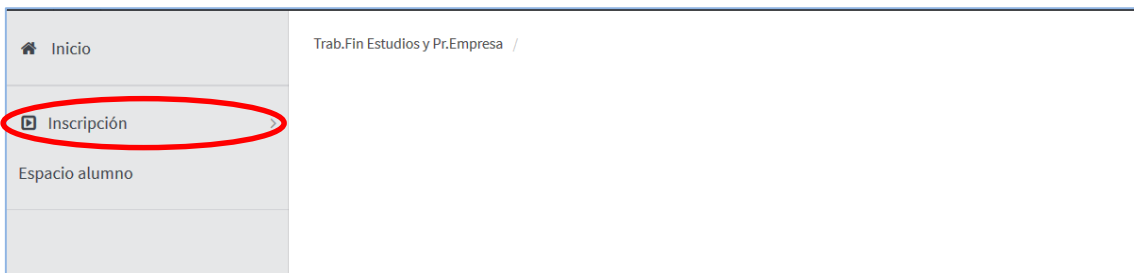 Inicio
Trab.Fin Estudios y Pr.Empresa /
Inscripción
Espacio alumno